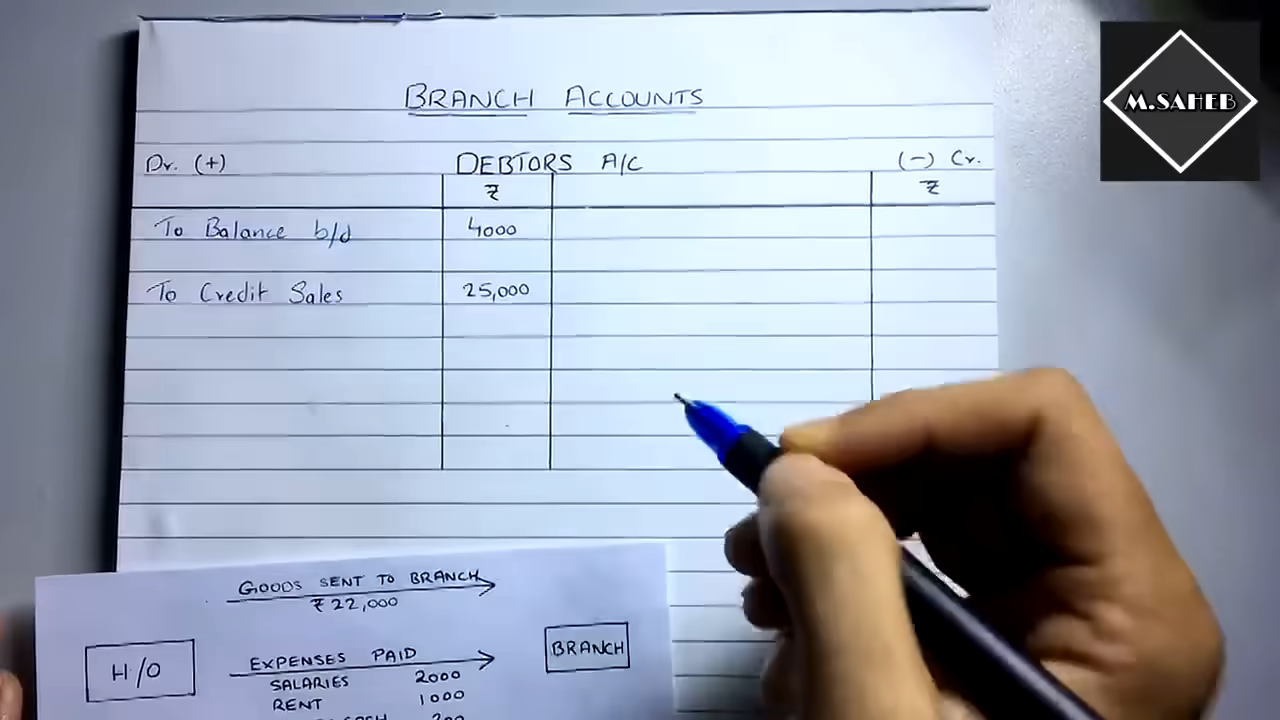 BRANCH ACCOUNTS
M.SAHEB
Dr. (+) DEBTORS A/C (-) Cr.
₹ ₹
To Balance b/d 4000
To Credit Sales 25,000
GOODS SENT TO BRANCH
₹ 22,000
H/O BRANCH
EXPENSES PAID
SALARIES 2000
RENT 1000